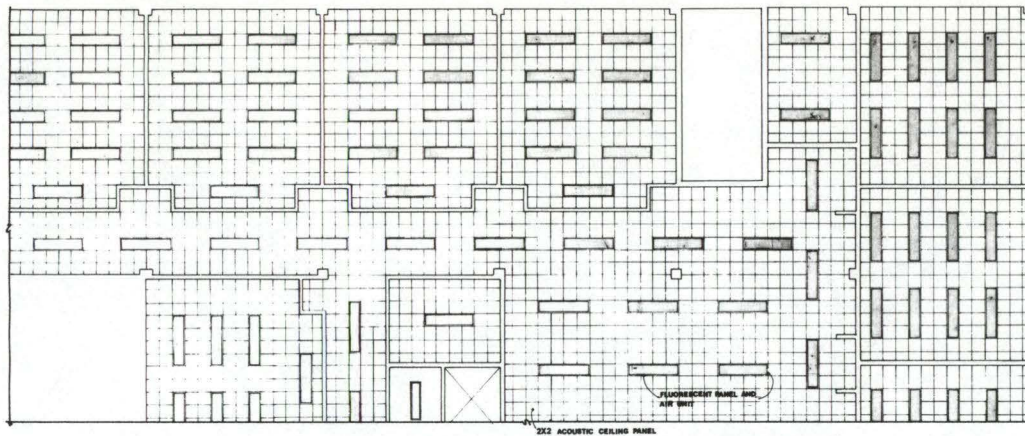 FLUORESCENT PANEL AND
AIR UNIT
2X2 ACOUSTIC CEILING PANEL